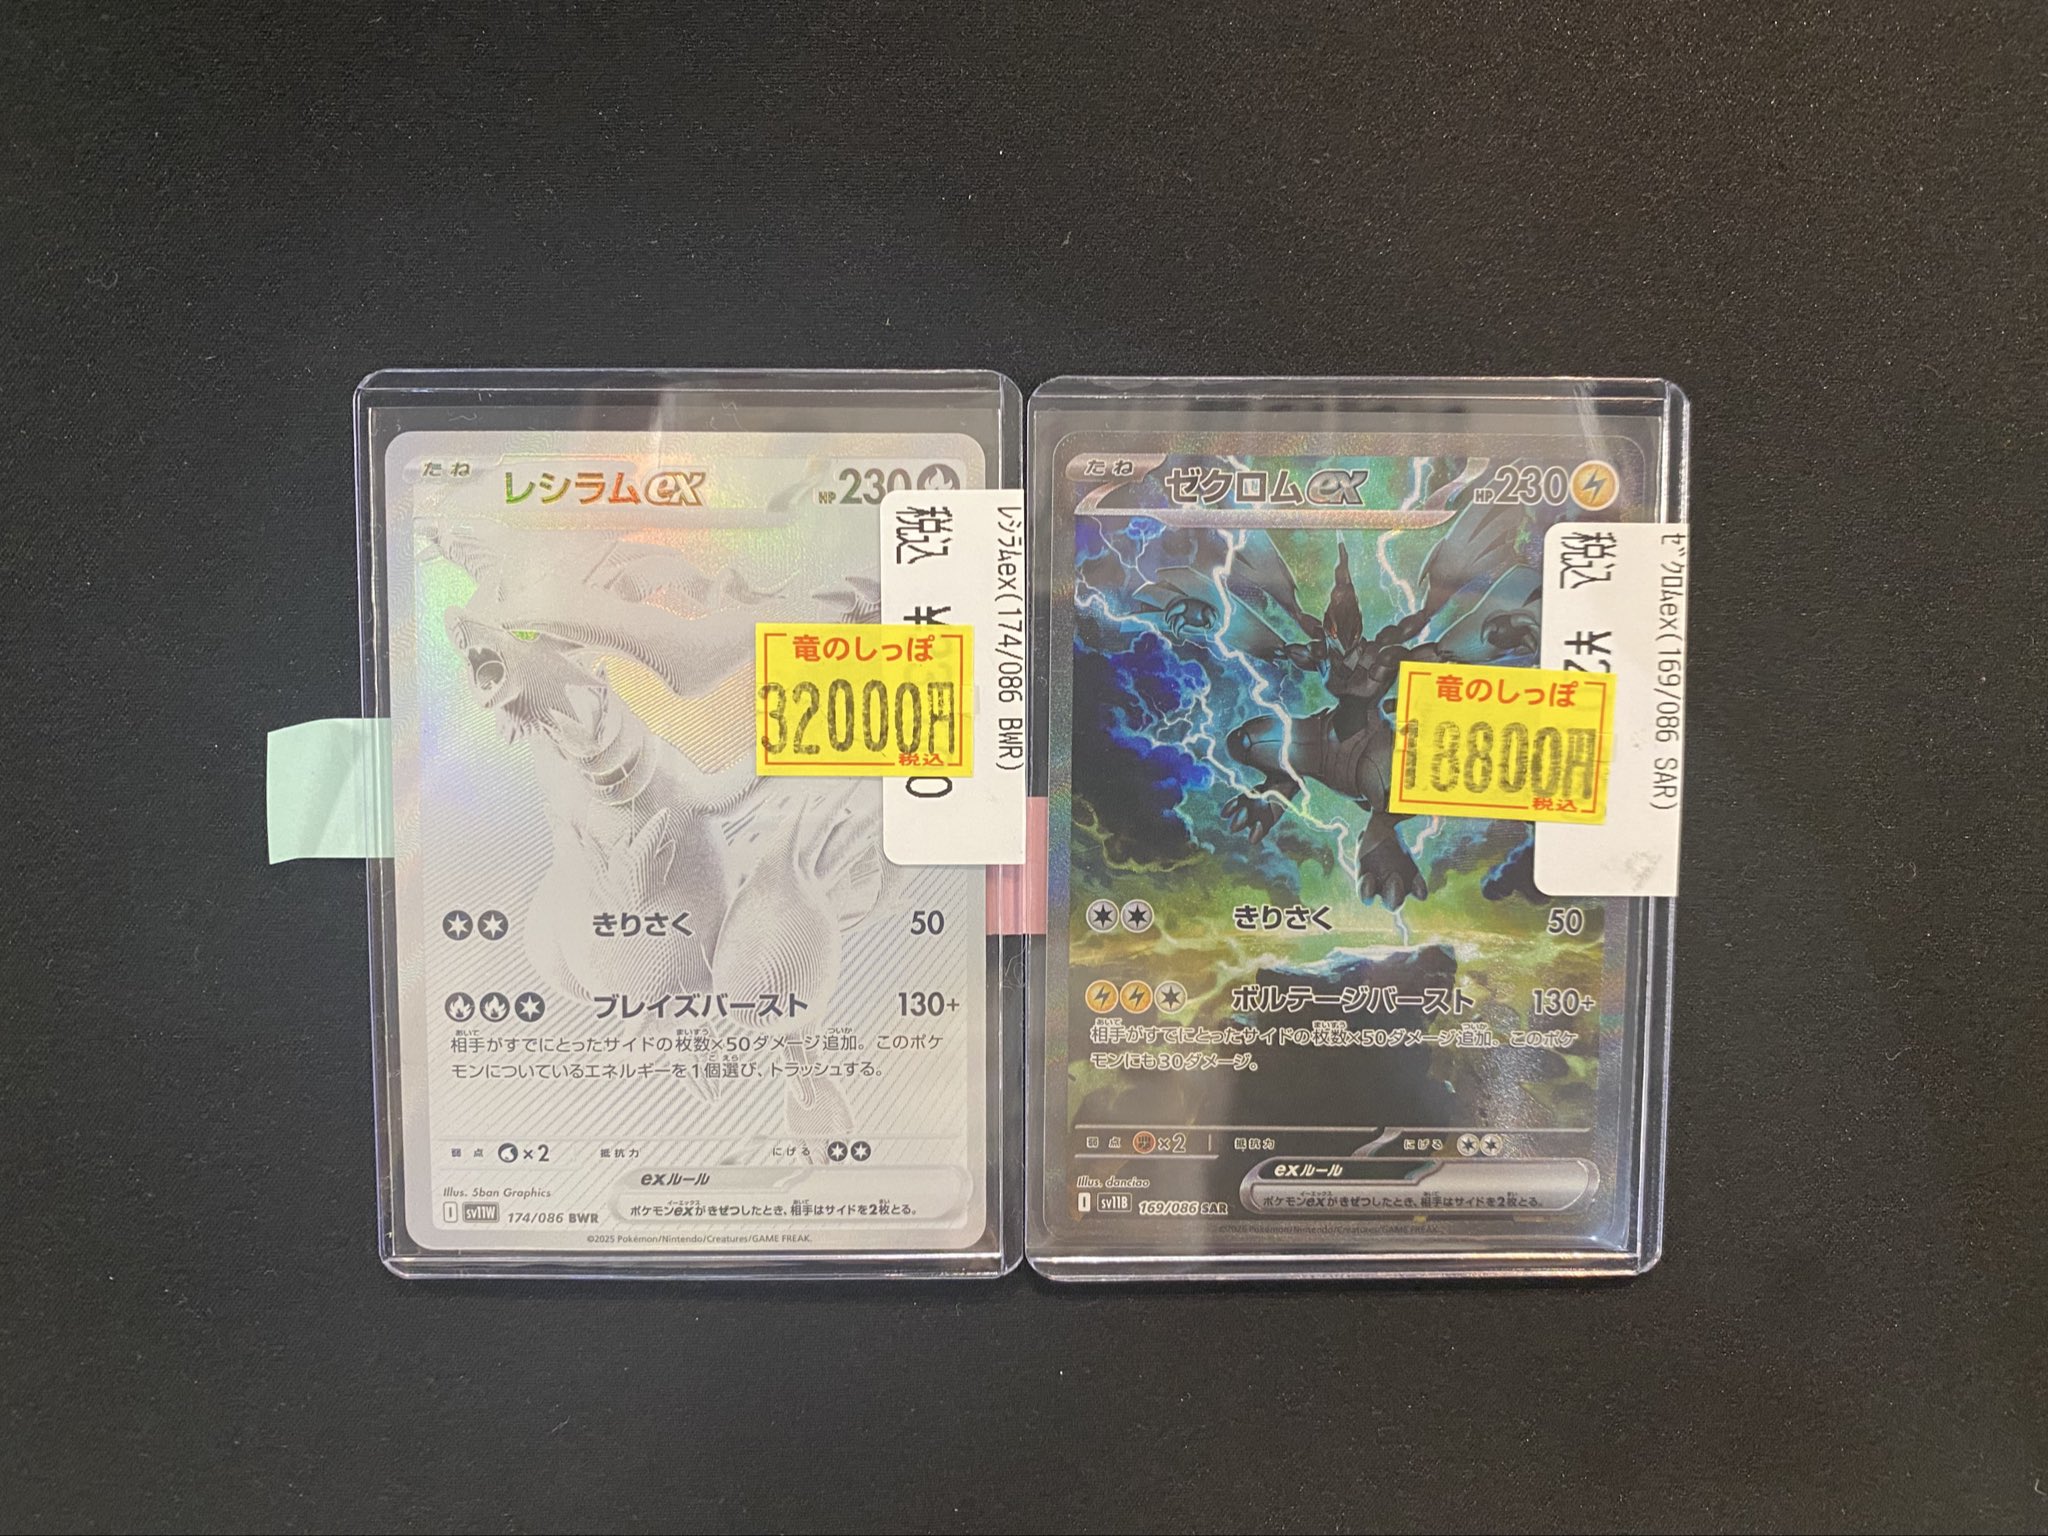 たね
レシラムex
HP230
税込 ¥
レシラムex(174/086 BWR)
竜のしっぽ
32000円
税込
きりさく 50
ブレイズバースト 130+
相手がすでにとったサイドの枚数×50ダメージ追加。このポケ
モンについているエネルギーを1個選び、トラッシュする。
弱点 ×2 抵抗力 にげる
exルール
ポケモンexがきぜつしたとき、相手はサイドを2枚とる。
Illus. 5ban Graphics
I sv11W 174/086 BWR
©2025 Pokémon/Nintendo/Creatures/GAME FREAK.
たね
ゼクロムex
HP230
税込 ¥
ゼクロムex(169/086 SAR)
竜のしっぽ
18800円
税込
きりさく 50
ボルテージバースト 130+
相手がすでにとったサイドの枚数×50ダメージ追加。このポケ
モンにも30ダメージ。
弱点 ×2 抵抗力 にげる
exルール
ポケモンexがきぜつしたとき、相手はサイドを2枚とる。
Illus. danciao
I sv11B 169/086 SAR
Pokémon/Nintendo/Creatures/GAME FREAK.